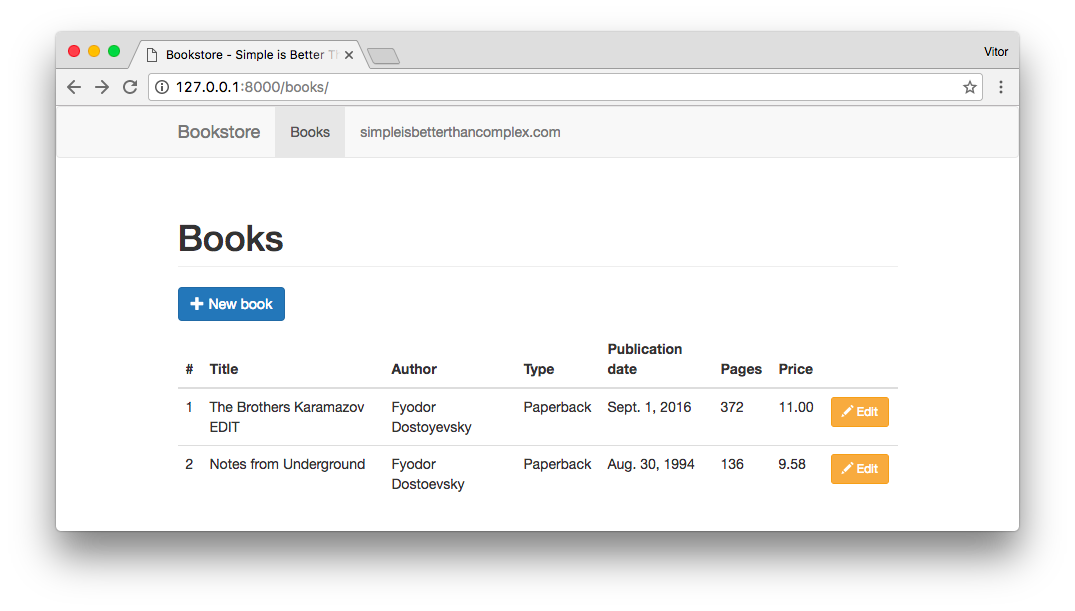 Bookstore - Simple is Better Th
Vitor
127.0.0.1:8000/books/
Bookstore Books simpleisbetterthancomplex.com
Books
New book
# Title Author Type Publication date Pages Price
1 The Brothers Karamazov EDIT Fyodor Dostoyevsky Paperback Sept. 1, 2016 372 11.00 Edit
2 Notes from Underground Fyodor Dostoevsky Paperback Aug. 30, 1994 136 9.58 Edit